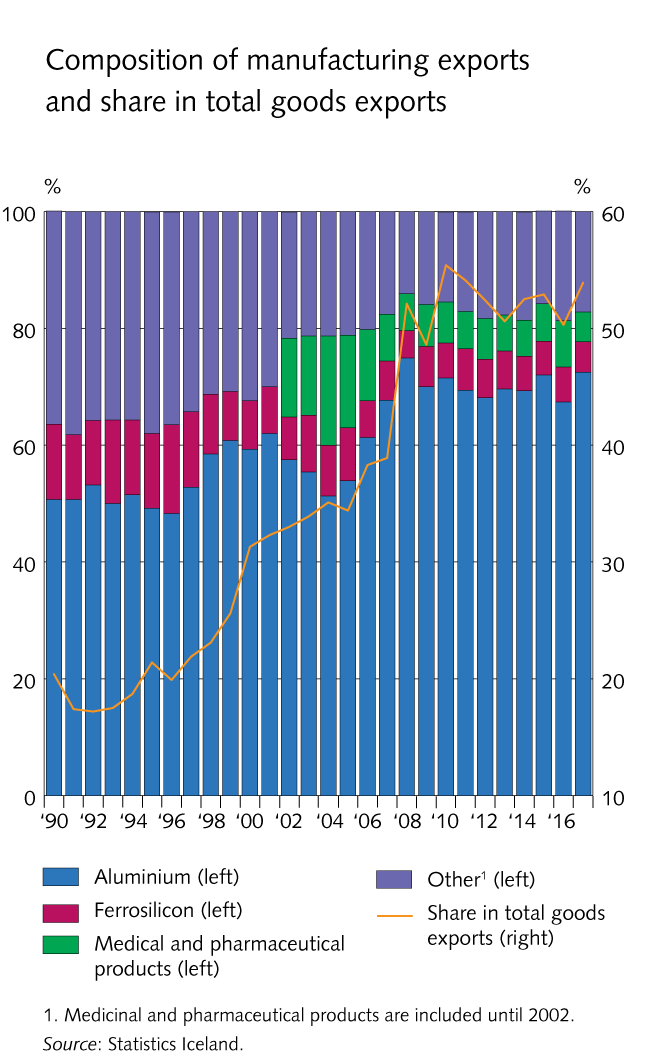 Composition of manufacturing exports
and share in total goods exports
% %
100 60
80 50
60 40
40 30
20 20
0 10
‘90 ‘92 ‘94 ‘96 ‘98 ‘00 ‘02 ‘04 ‘06 ‘08 ‘10 ‘12 ‘14 ‘16
Aluminium (left)
Ferrosilicon (left)
Medical and pharmaceutical
products (left)
Other¹ (left)
Share in total goods
exports (right)
1. Medicinal and pharmaceutical products are included until 2002.
Source: Statistics Iceland.